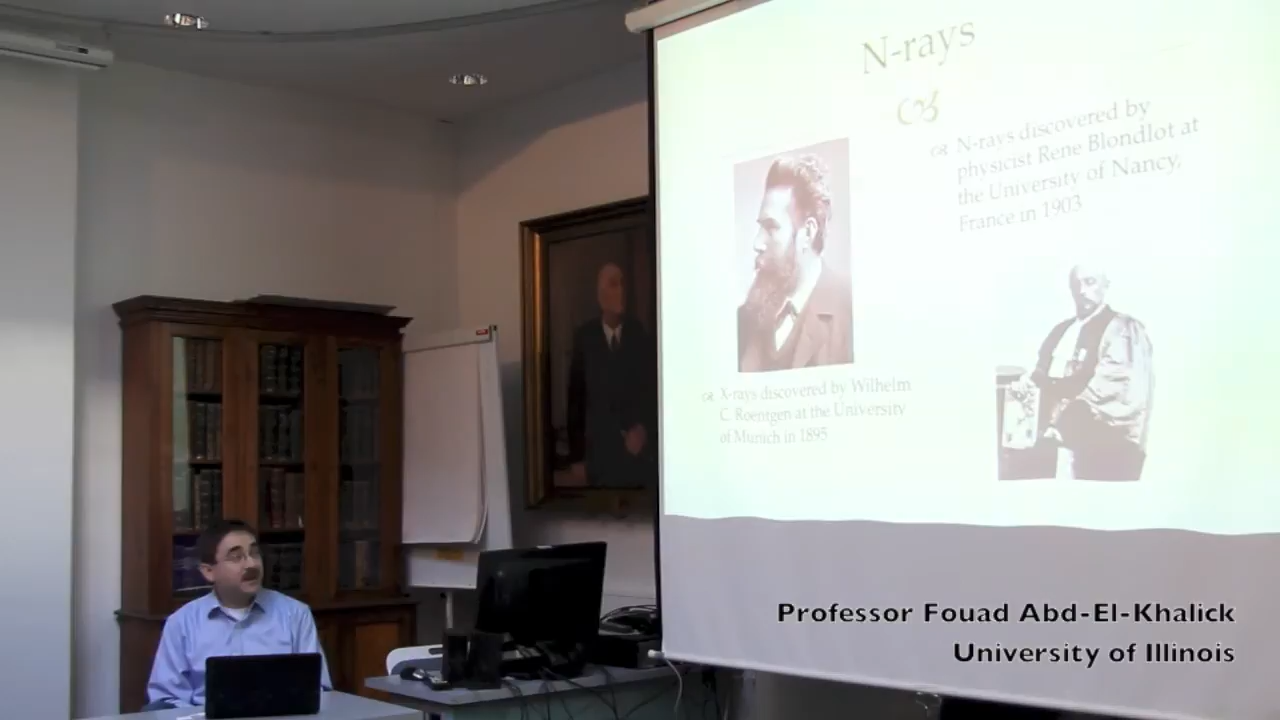 N-rays
N-rays discovered by
physicist Rene Blondlot at
the University of Nancy,
France in 1903
X-rays discovered by Wilhelm
C. Roentgen at the University
of Munich in 1895
Professor Fouad Abd-El-Khalick
University of Illinois